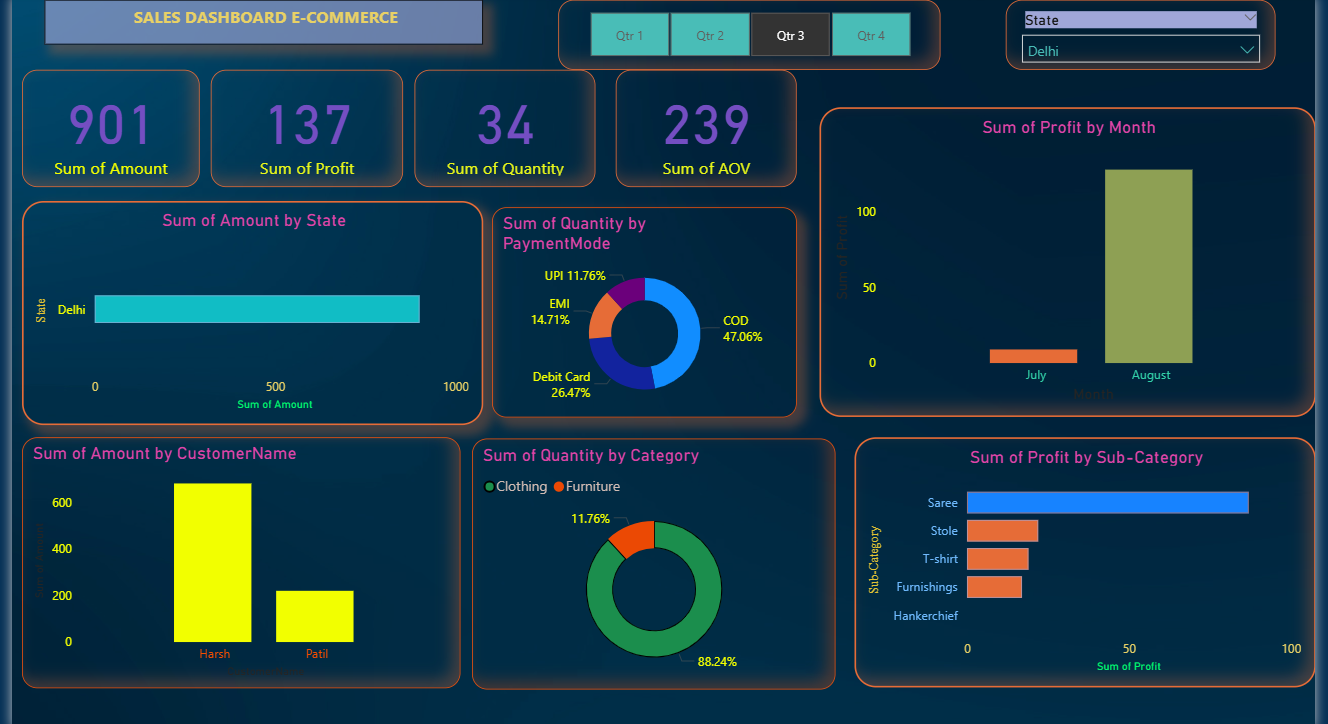 SALES DASHBOARD E-COMMERCE
Qtr 1
Qtr 2
Qtr 3
Qtr 4
State
Delhi
901
Sum of Amount
137
Sum of Profit
34
Sum of Quantity
239
Sum of AOV
Sum of Profit by Month
Sum of Profit
100
50
0
July
August
Month
Sum of Amount by State
State
Delhi
0
500
1000
Sum of Amount
Sum of Quantity by
PaymentMode
UPI 11.76%
EMI
14.71%
COD
47.06%
Debit Card
26.47%
Sum of Amount by CustomerName
600
400
200
0
Harsh
Patil
Sum of Quantity by Category
Clothing
Furniture
11.76%
88.24%
Sum of Profit by Sub-Category
Sub-Category
Saree
Stole
T-shirt
Furnishings
Hankerchief
0
50
100
Sum of Profit